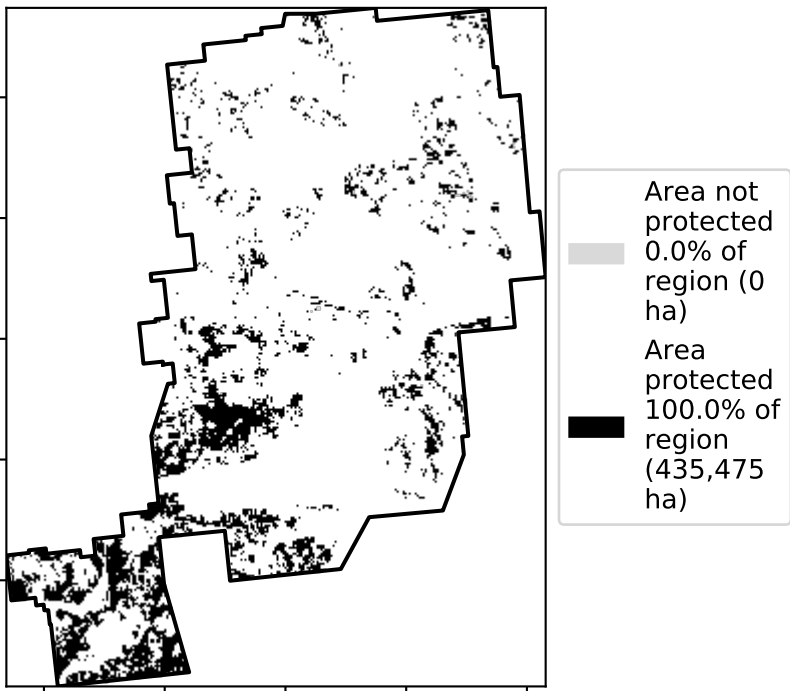 Area not
protected
0.0% of
region (0
ha)
Area
protected
100.0% of
region
(435,475
ha)